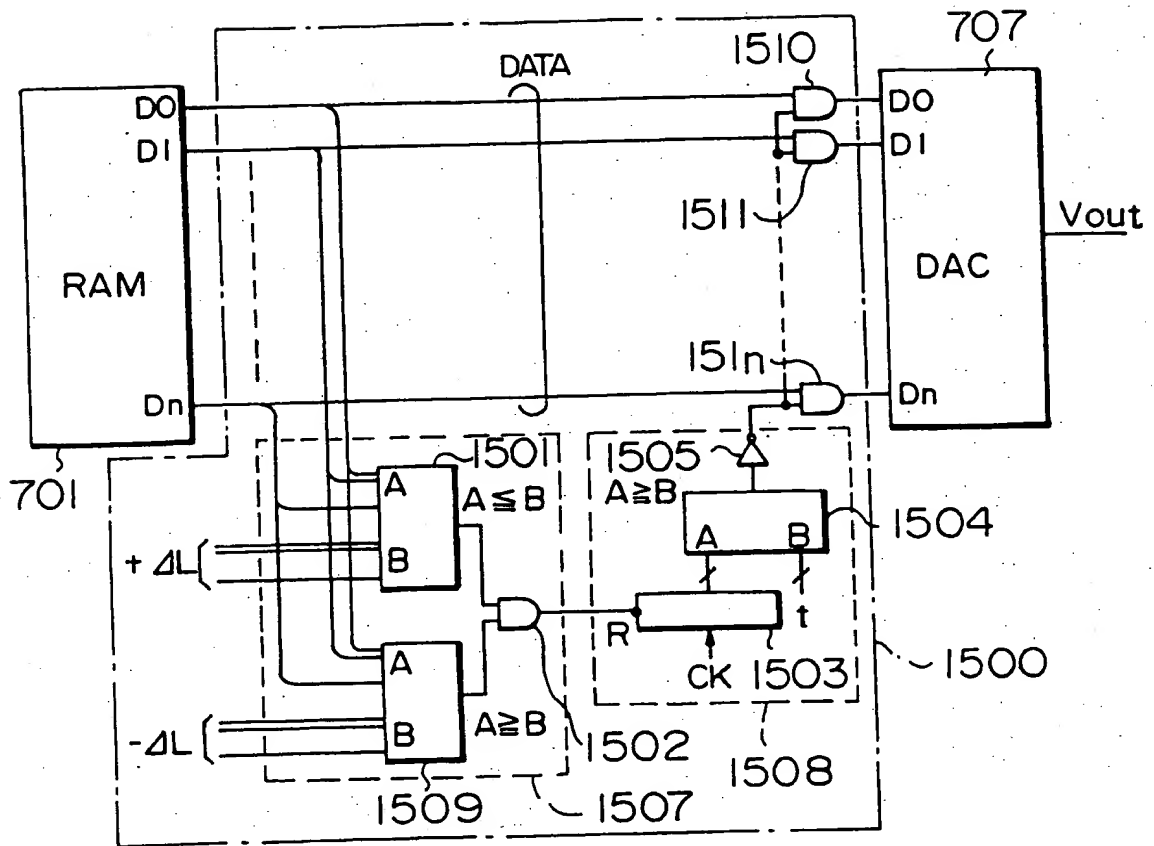 1510
707
DATA
D0
D1
D0
D1
1511
Vout
RAM
DAC
151n
Dn
Dn
701
1501
A
A≦B
B
+ΔL
1505
A≧B
A
B
1504
t
R
1503
CK
1500
A
B
A≧B
-ΔL
1502
1509
1507
1508